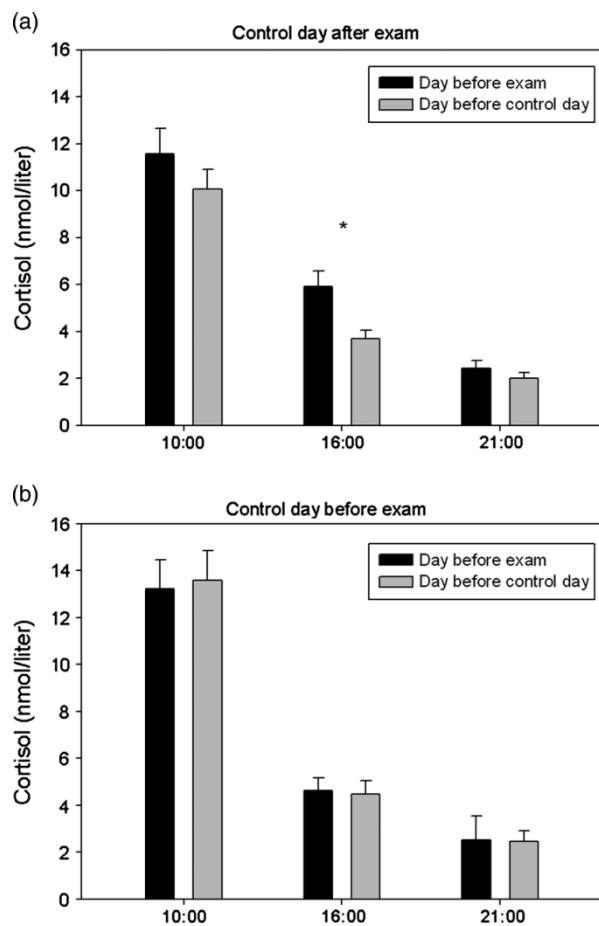 (a)
Control day after exam
16
14
12
10
8
6
4
2
0
Cortisol (nmol/liter)
Day before exam
Day before control day
*
10:00 16:00 21:00
(b)
Control day before exam
16
14
12
10
8
6
4
2
0
Cortisol (nmol/liter)
Day before exam
Day before control day
10:00 16:00 21:00